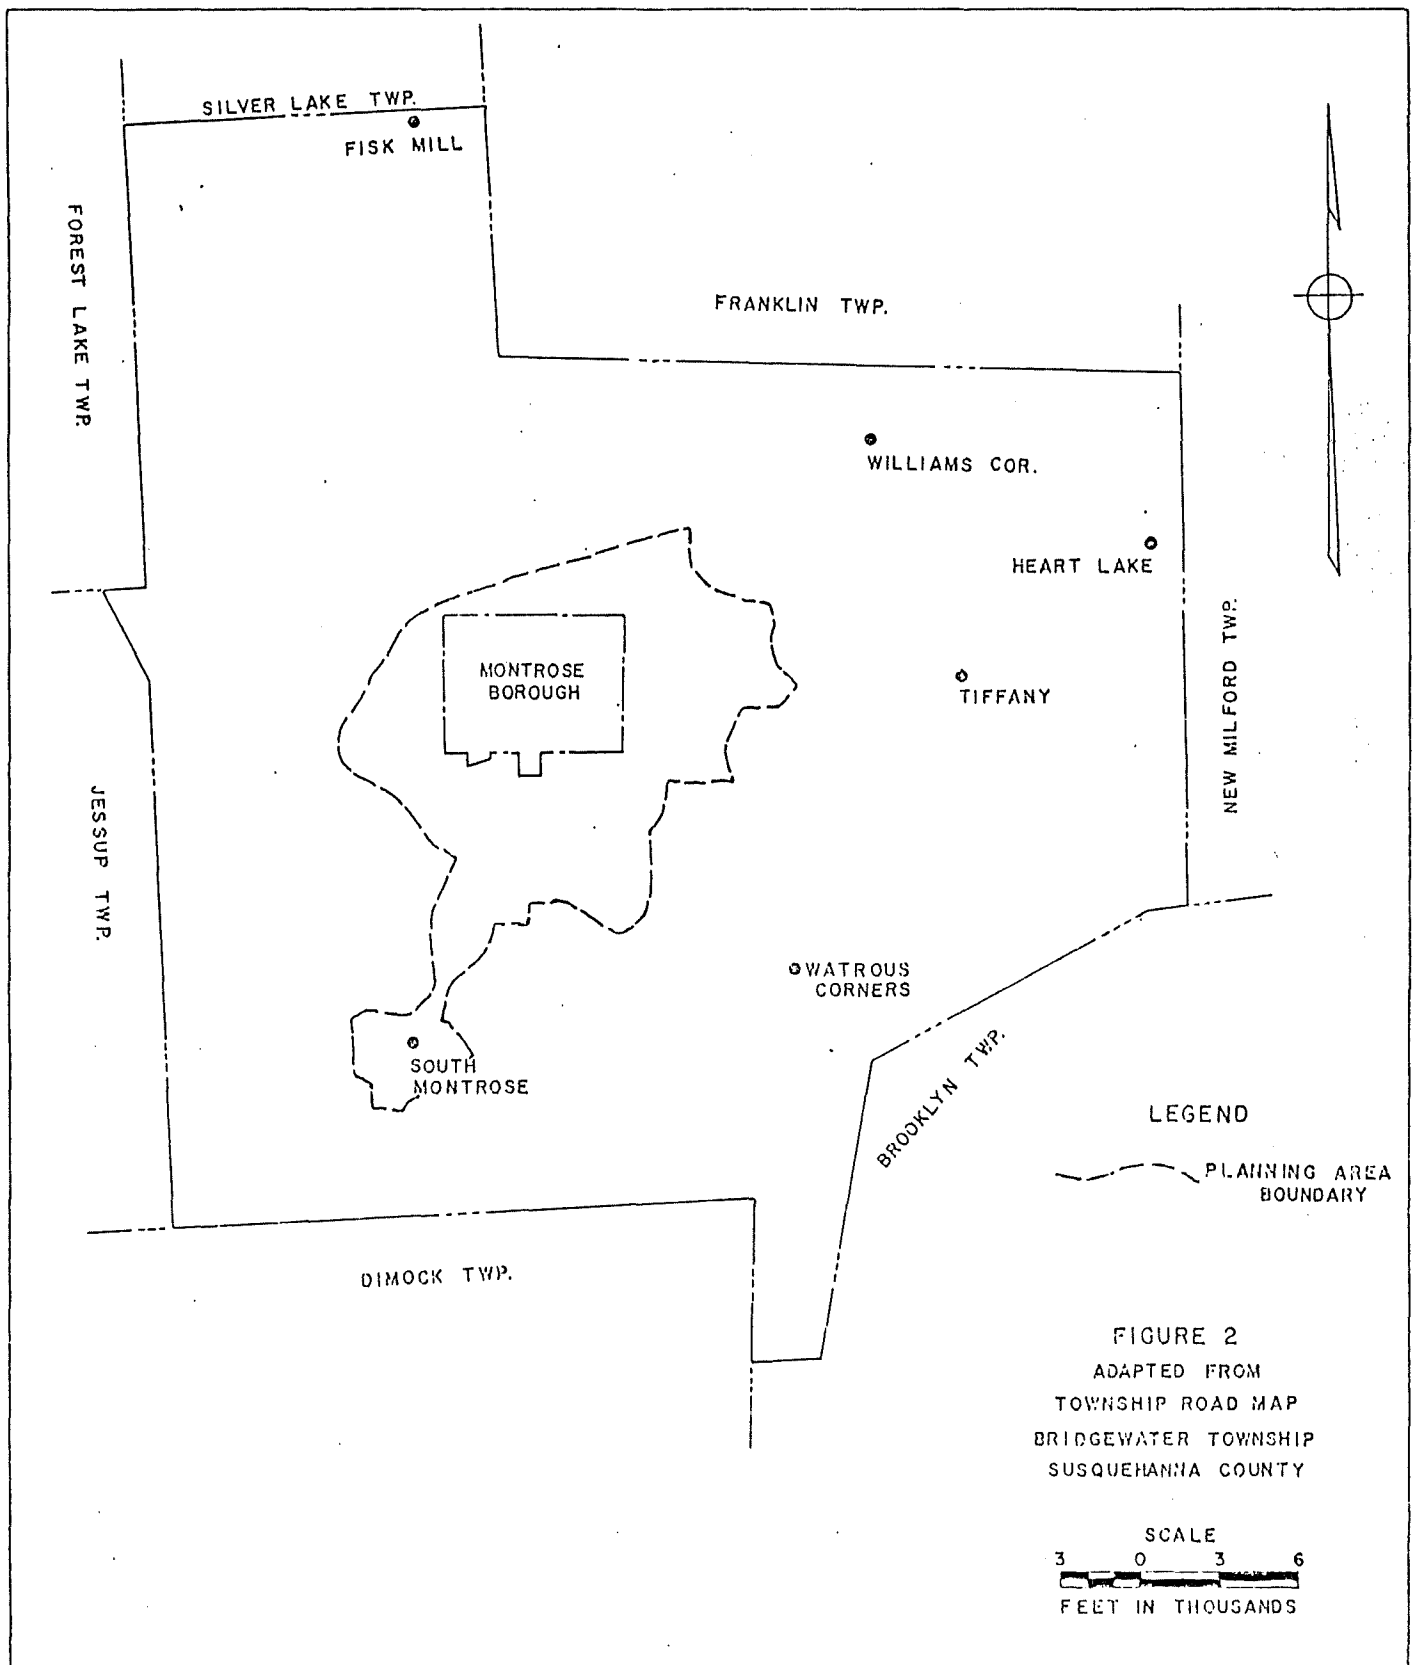 SILVER LAKE TWP.
FISK MILL
FOREST LAKE TWP.
FRANKLIN TWP.
WILLIAMS COR.
HEART LAKE
MONTROSE
BOROUGH
TIFFANY
NEW MILFORD TWP.
JESSUP TWP.
WATROUS
CORNERS
SOUTH
MONTROSE
BROOKLYN TWP.
LEGEND
PLANNING AREA
BOUNDARY
DIMOCK TWP.
FIGURE 2
ADAPTED FROM
TOWNSHIP ROAD MAP
BRIDGEWATER TOWNSHIP
SUSQUEHANNA COUNTY
SCALE
3 0 3 6
FEET IN THOUSANDS